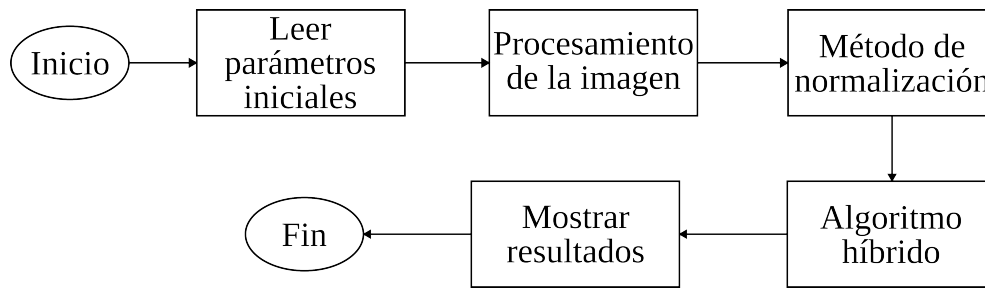 Inicio
Leer
parámetros
iniciales
Procesamiento
de la imagen
Método de
normalización
Algoritmo
híbrido
Mostrar
resultados
Fin